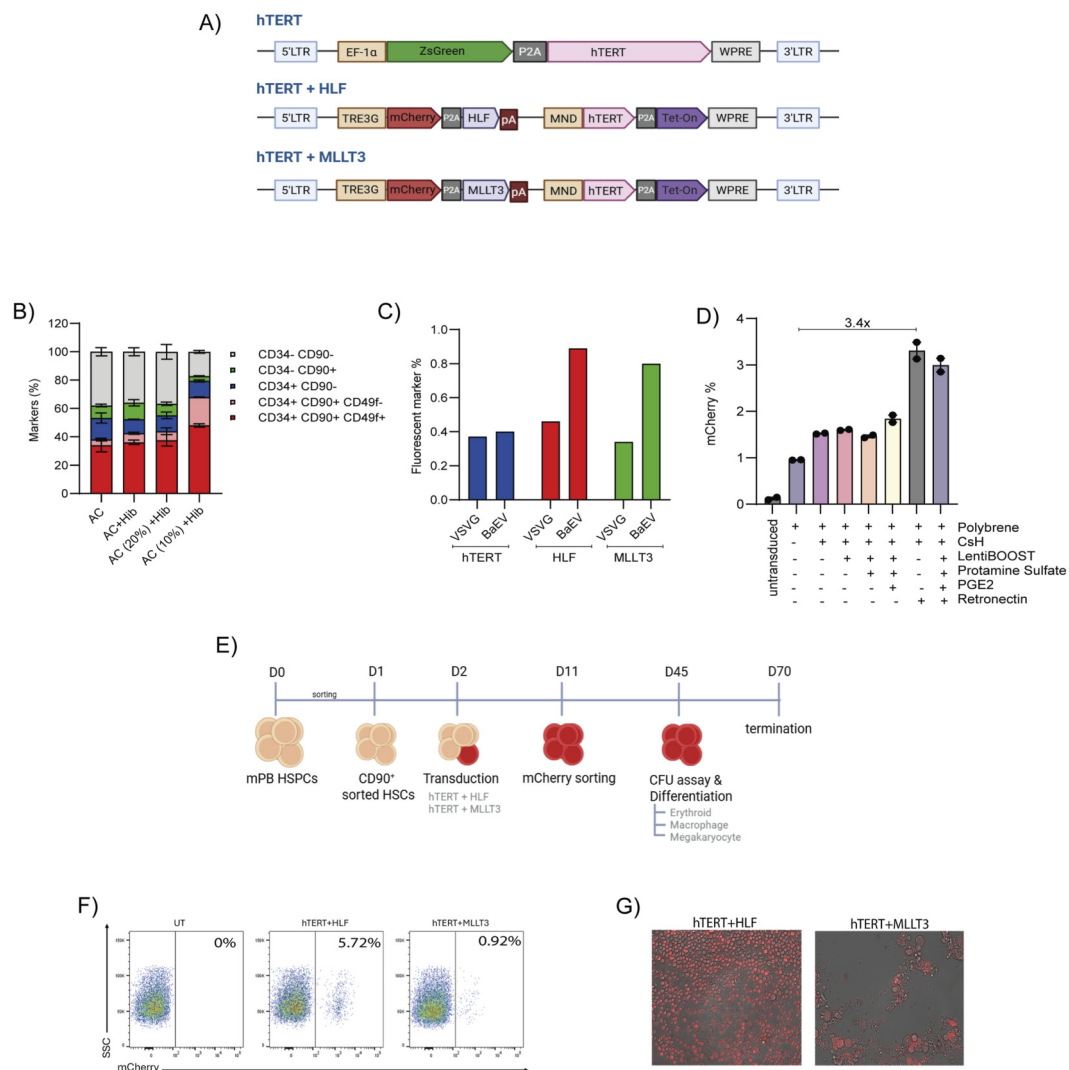 A)
hTERT
5'LTR EF-1α ZsGreen P2A hTERT WPRE 3'LTR
hTERT + HLF
5'LTR TRE3G mCherry P2A HLF pA MND hTERT P2A Tet-On WPRE 3'LTR
hTERT + MLLT3
5'LTR TRE3G mCherry P2A MLLT3 pA MND hTERT P2A Tet-On WPRE 3'LTR
B)
Markers (%)
120
100
80
60
40
20
0
AC
AC+Hib
AC (20%) +Hib
AC (10%) +Hib
CD34- CD90-
CD34- CD90+
CD34+ CD90-
CD34+ CD90+ CD49f-
CD34+ CD90+ CD49f+
C)
Fluorescent marker %
1.0
0.8
0.6
0.4
0.2
0.0
VSVG BaEV VSVG BaEV VSVG BaEV
hTERT HLF MLLT3
D)
mCherry %
4
3
2
1
0
3.4x
untransduced
+ + + + + + + Polybrene
- + + + + + + CsH
- - + + + - + LentiBOOST
- - - + + - + Protamine Sulfate
- - - - + - + PGE2
- - - - - + + Retronectin
E)
D0 D1 D2 D11 D45 D70
sorting
mPB HSPCs
CD90+ sorted HSCs
Transduction
hTERT + HLF
hTERT + MLLT3
mCherry sorting
CFU assay &
Differentiation
Erythroid
Macrophage
Megakaryocyte
termination
F)
UT hTERT+HLF hTERT+MLLT3
0% 5.72% 0.92%
SSC
mCherry
G)
hTERT+HLF hTERT+MLLT3